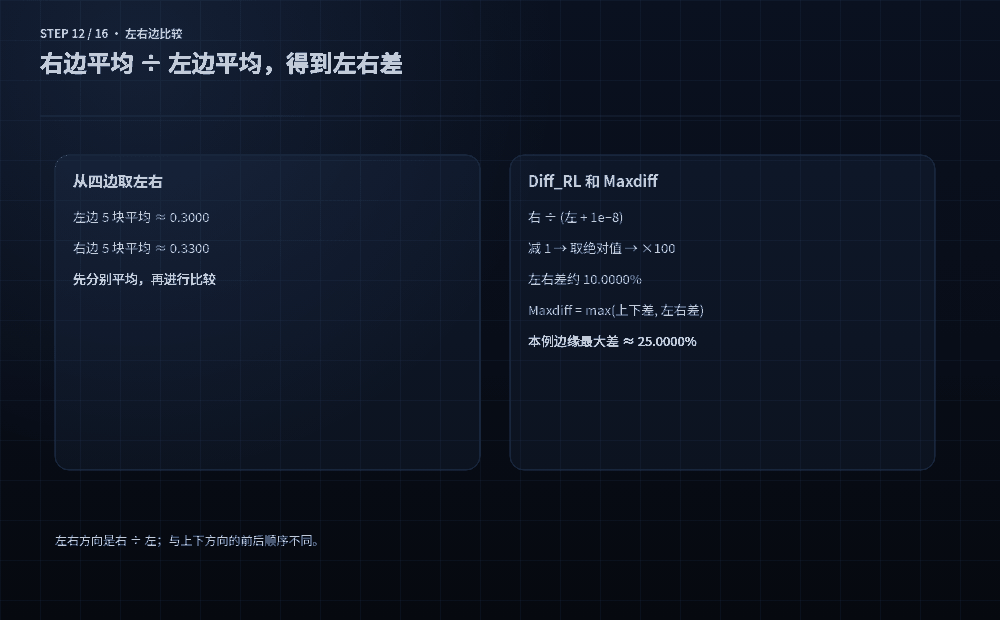 STEP 12 / 16 · 左右边比较
右边平均 ÷ 左边平均，得到左右差
从四边取左右
左边 5 块平均 ≈ 0.3000
右边 5 块平均 ≈ 0.3300
先分别平均，再进行比较
Diff_RL 和 Maxdiff
右 ÷ (左 + 1e−8)
减 1 → 取绝对值 → ×100
左右差约 10.0000%
Maxdiff = max(上下差, 左右差)
本例边缘最大差 ≈ 25.0000%
左右方向是右 ÷ 左；与上下方向的前后顺序不同。